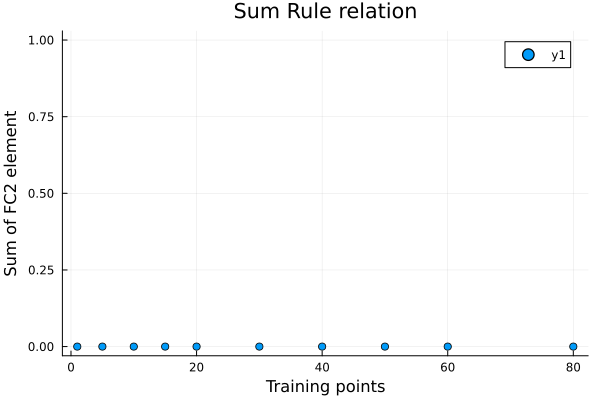 Sum Rule relation
y1
Sum of FC2 element
1.00
0.75
0.50
0.25
0.00
0 20 40 60 80
Training points